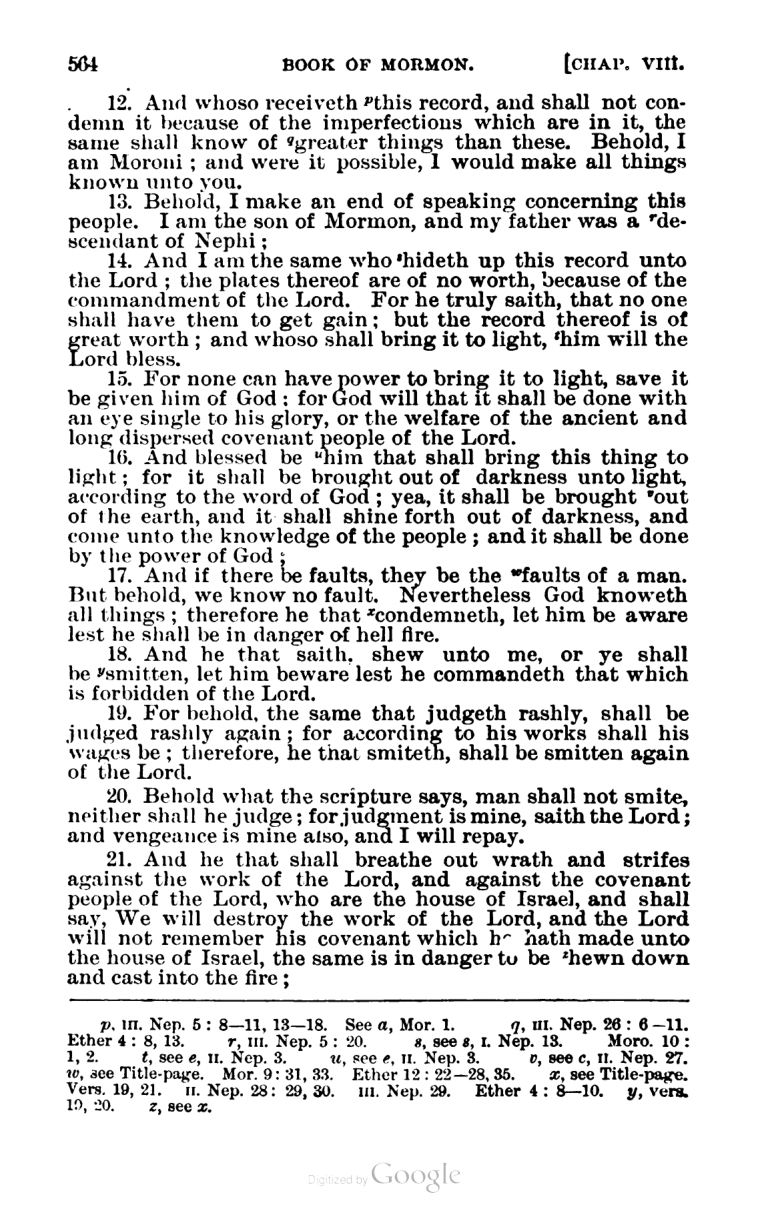 564 BOOK OF MORMON. [CHAP. VIII.
12. And whoso receiveth ᵖthis record, and shall not con-
demn it because of the imperfections which are in it, the
same shall know of ᵍgreater things than these. Behold, I
am Moroni ; and were it possible, I would make all things
known unto you.
13. Behold, I make an end of speaking concerning this
people. I am the son of Mormon, and my father was a ʳde-
scendant of Nephi ;
14. And I am the same who ˢhideth up this record unto
the Lord ; the plates thereof are of no worth, because of the
commandment of the Lord. For he truly saith, that no one
shall have them to get gain ; but the record thereof is of
great worth ; and whoso shall bring it to light, ᵗhim will the
Lord bless.
15. For none can have power to bring it to light, save it
be given him of God ; for God will that it shall be done with
an eye single to his glory, or the welfare of the ancient and
long dispersed covenant people of the Lord.
16. And blessed be ᵘhim that shall bring this thing to
light ; for it shall be brought out of darkness unto light,
according to the word of God ; yea, it shall be brought ᵛout
of the earth, and it shall shine forth out of darkness, and
come unto the knowledge of the people ; and it shall be done
by the power of God ;
17. And if there be faults, they be the ʷfaults of a man.
But behold, we know no fault. Nevertheless God knoweth
all things ; therefore he that ˣcondemneth, let him be aware
lest he shall be in danger of hell fire.
18. And he that saith, shew unto me, or ye shall
be ʸsmitten, let him beware lest he commandeth that which
is forbidden of the Lord.
19. For behold, the same that judgeth rashly, shall be
judged rashly again ; for according to his works shall his
wages be ; therefore, he that smiteth, shall be smitten again
of the Lord.
20. Behold what the scripture says, man shall not smite,
neither shall he judge ; for judgment is mine, saith the Lord ;
and vengeance is mine also, and I will repay.
21. And he that shall breathe out wrath and strifes
against the work of the Lord, and against the covenant
people of the Lord, who are the house of Israel, and shall
say, We will destroy the work of the Lord, and the Lord
will not remember his covenant which he hath made unto
the house of Israel, the same is in danger to be ᶻhewn down
and cast into the fire ;
p, III. Nep. 5 : 8—11, 13—18. See a, Mor. 1. q, III. Nep. 26 : 6—11.
Ether 4 : 8, 13. r, III. Nep. 5 : 20. s, see s, I. Nep. 13. Moro. 10 :
1, 2. t, see e, II. Nep. 3. u, see e, II. Nep. 3. v, see c, II. Nep. 27.
w, see Title-page. Mor. 9 : 31, 33. Ether 12 : 22—28, 35. x, see Title-page.
Vers. 19, 21. II. Nep. 28 : 29, 30. III. Nep. 29. Ether 4 : 8—10. y, vers.
19, 20. z, see x.
Digitized by Google